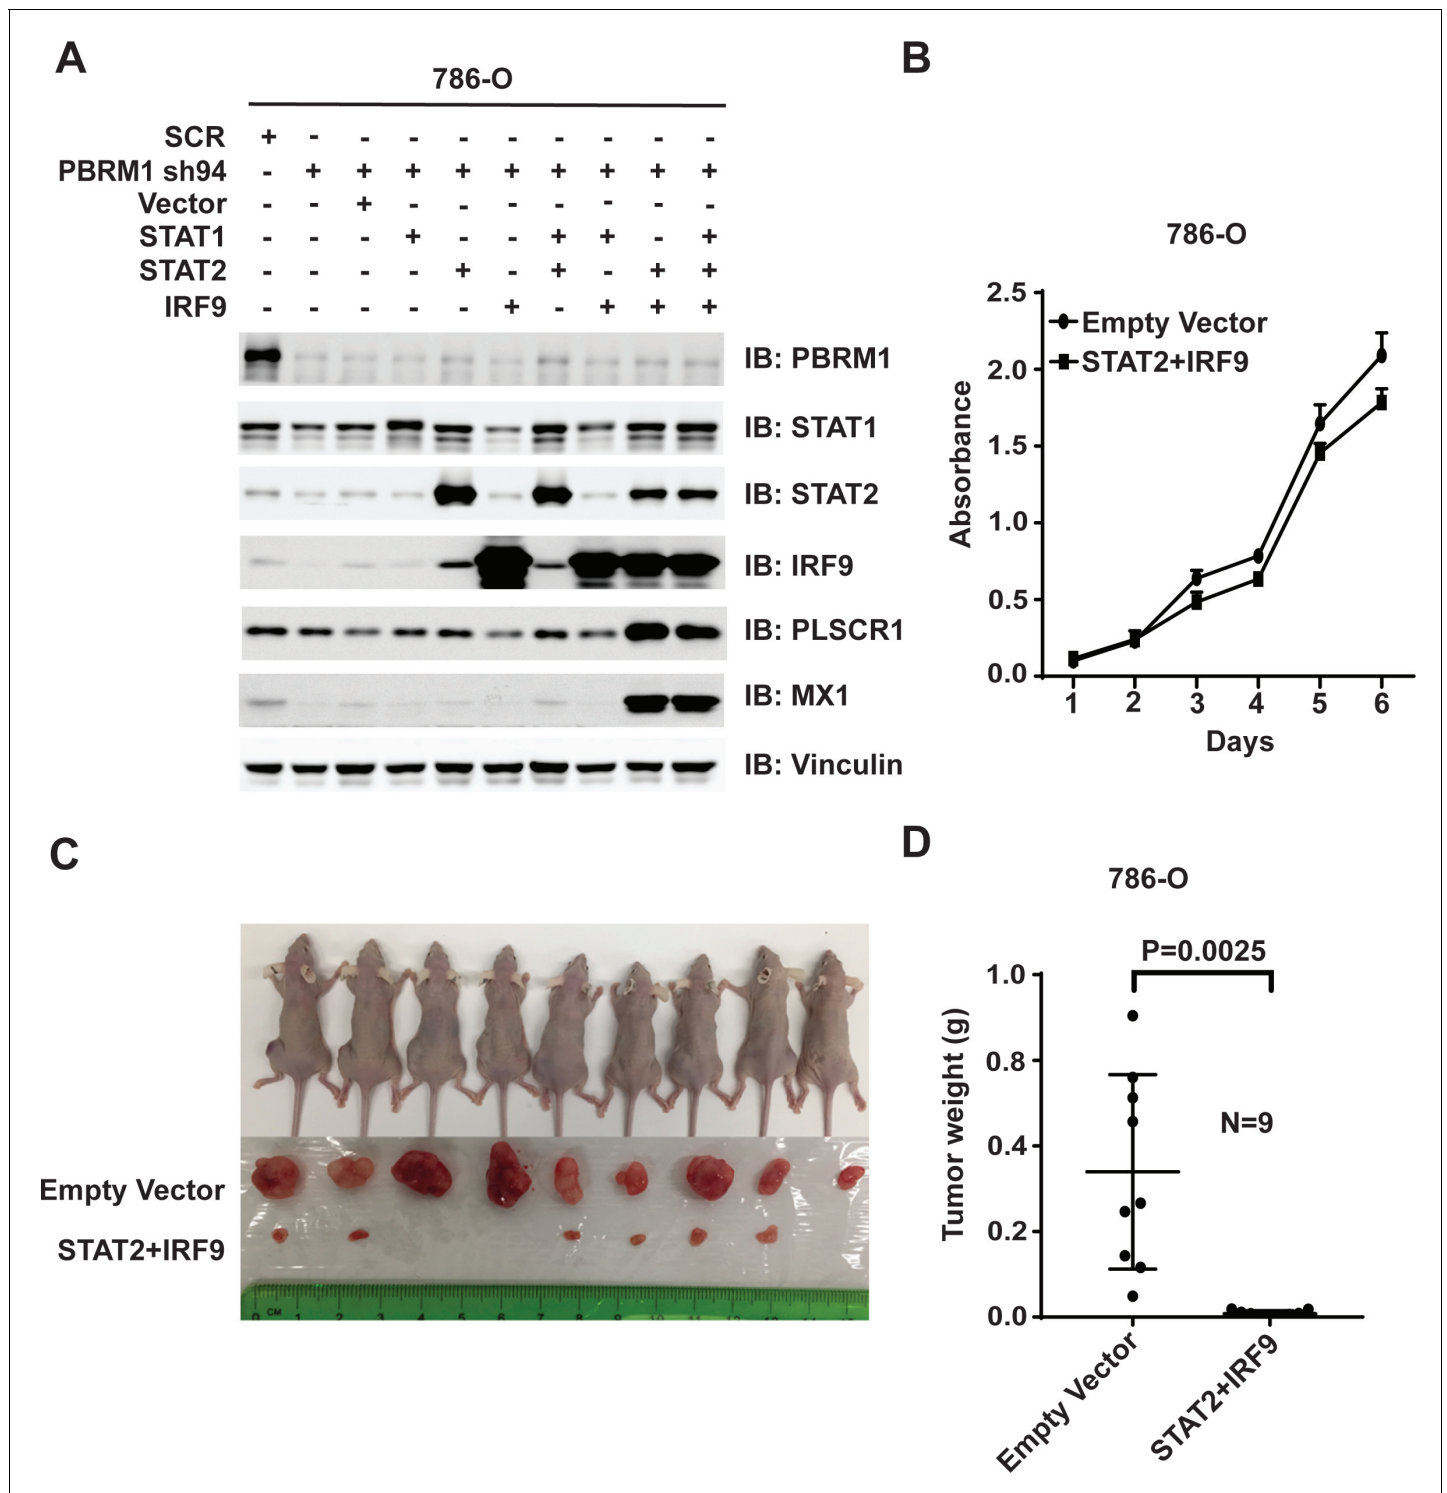 A
786-O
SCR + - - - - - - - - -
PBRM1 sh94 - + + + + + + + + +
Vector - - + - - - - - - -
STAT1 - - - + - - + + - +
STAT2 - - - - + - + - + +
IRF9 - - - - - + - + + +
IB: PBRM1
IB: STAT1
IB: STAT2
IB: IRF9
IB: PLSCR1
IB: MX1
IB: Vinculin
B
786-O
Empty Vector
STAT2+IRF9
Absorbance
2.5
2.0
1.5
1.0
0.5
0.0
1 2 3 4 5 6
Days
C
Empty Vector
STAT2+IRF9
CM
D
786-O
P=0.0025
N=9
Tumor weight (g)
1.0
0.8
0.4
0.2
0.0
Empty Vector
STAT2+IRF9